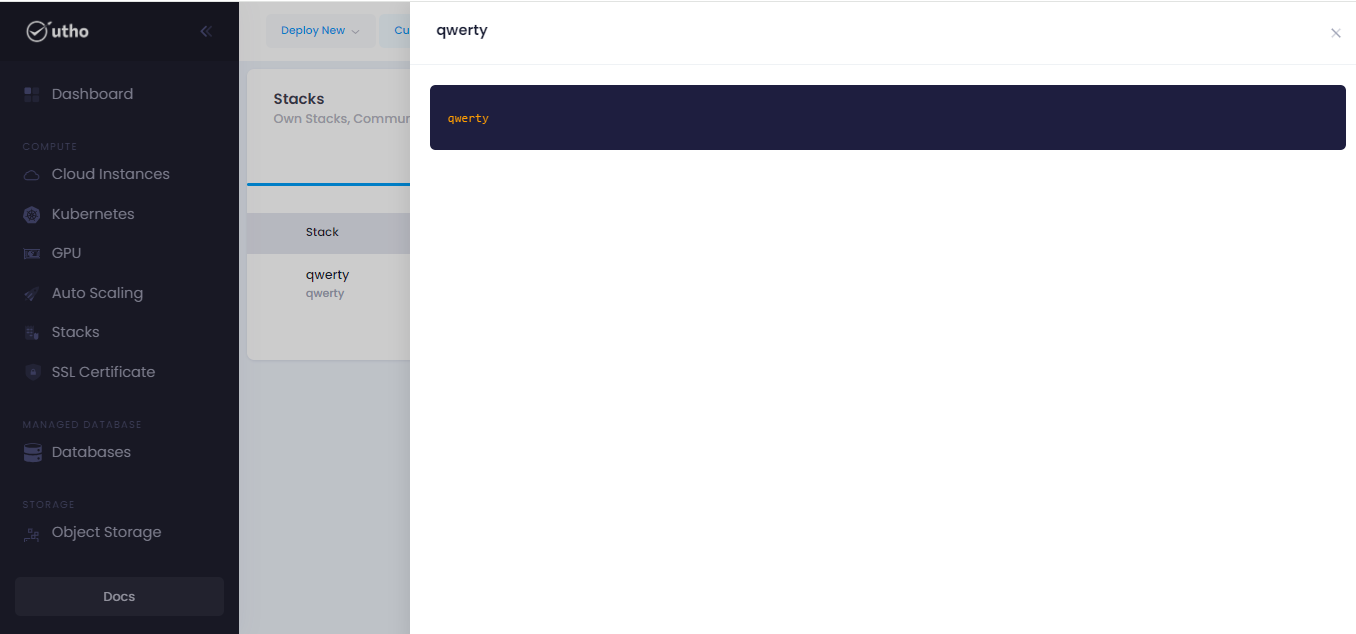 utho
Dashboard
COMPUTE
Cloud Instances
Kubernetes
GPU
Auto Scaling
Stacks
SSL Certificate
MANAGED DATABASE
Databases
STORAGE
Object Storage
Docs
Deploy New
Cu
Stacks
Own Stacks, Commun
Stack
qwerty
qwerty
qwerty
qwerty